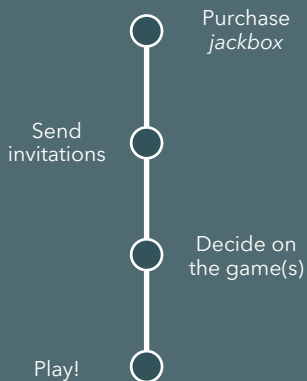 Purchase
jackbox
Send
invitations
Decide on
the game(s)
Play!